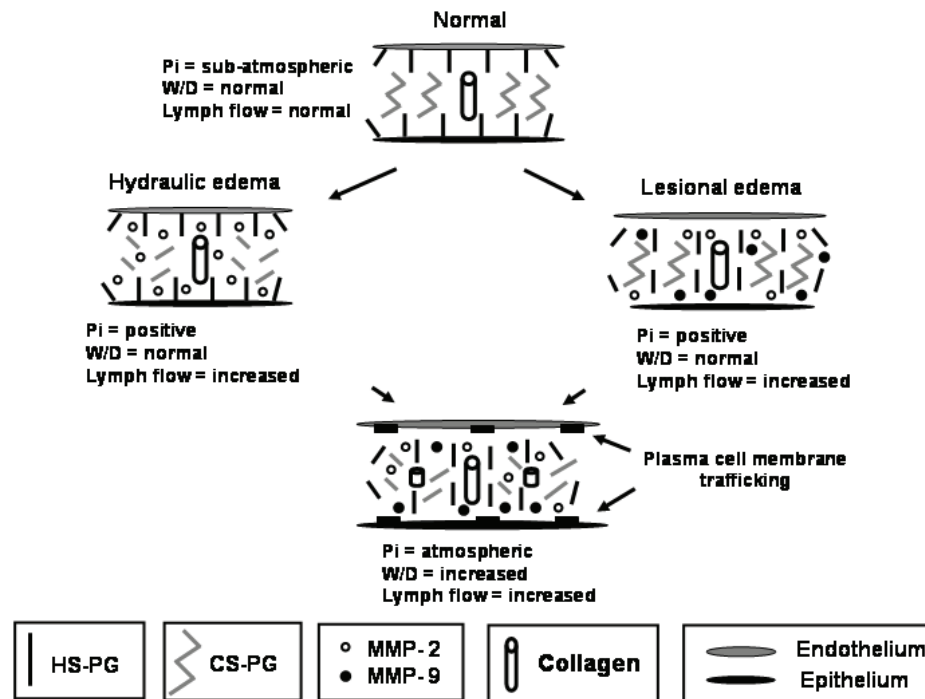 Normal
Pi = sub-atmospheric
W/D = normal
Lymph flow = normal
Hydraulic edema
Lesional edema
Pi = positive
W/D = normal
Lymph flow = increased
Pi = positive
W/D = normal
Lymph flow = increased
Plasma cell membrane
trafficking
Pi = atmospheric
W/D = increased
Lymph flow = increased
HS-PG
CS-PG
MMP-2
MMP-9
Collagen
Endothelium
Epithelium